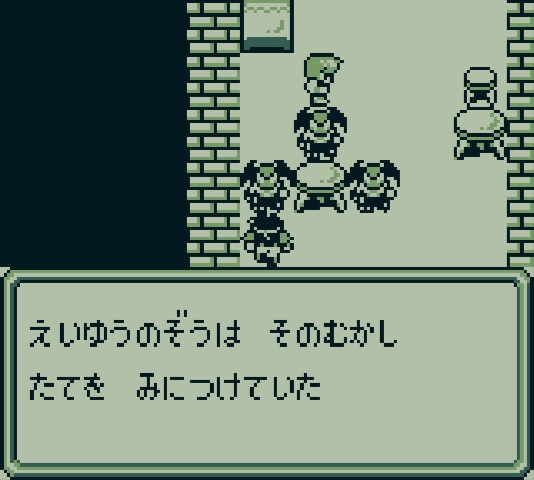 えいゆうのぞうは　そのむかし
たてを　みにつけていた